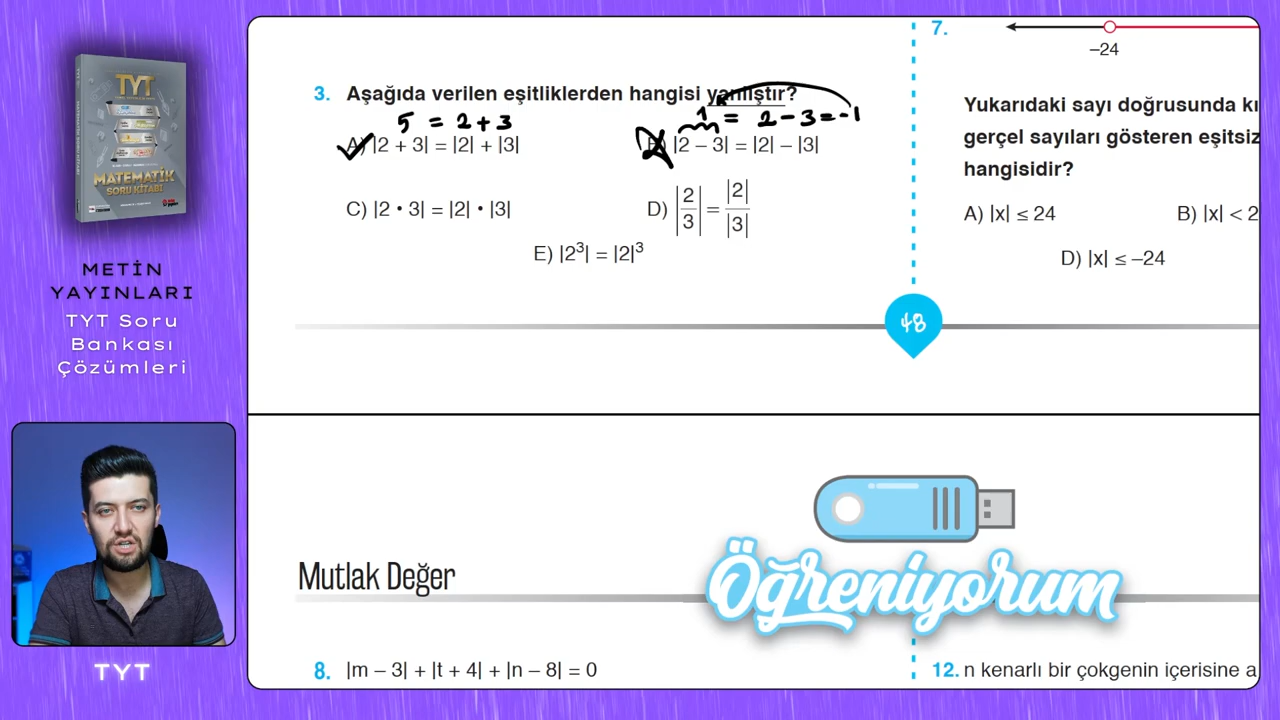 TYT
MATEMATİK
SORU KİTABI
METİN
YAYINLARI
TYT Soru
Bankası
Çözümleri
TYT
3. Aşağıda verilen eşitliklerden hangisi yanlıştır?
5 = 2 + 3
1 = 2 - 3 = -1
A) |2 + 3| = |2| + |3|
B) |2 – 3| = |2| – |3|
C) |2 • 3| = |2| • |3|
D) |2/3| = |2|/|3|
E) |2³| = |2|³
48
7.
–24
Yukarıdaki sayı doğrusunda kı
gerçel sayıları gösteren eşitsiz
hangisidir?
A) |x| ≤ 24
B) |x| < 2
D) |x| ≤ –24
Mutlak Değer
Öğreniyorum
8. |m – 3| + |t + 4| + |n – 8| = 0
12. n kenarlı bir çokgenin içerisine a